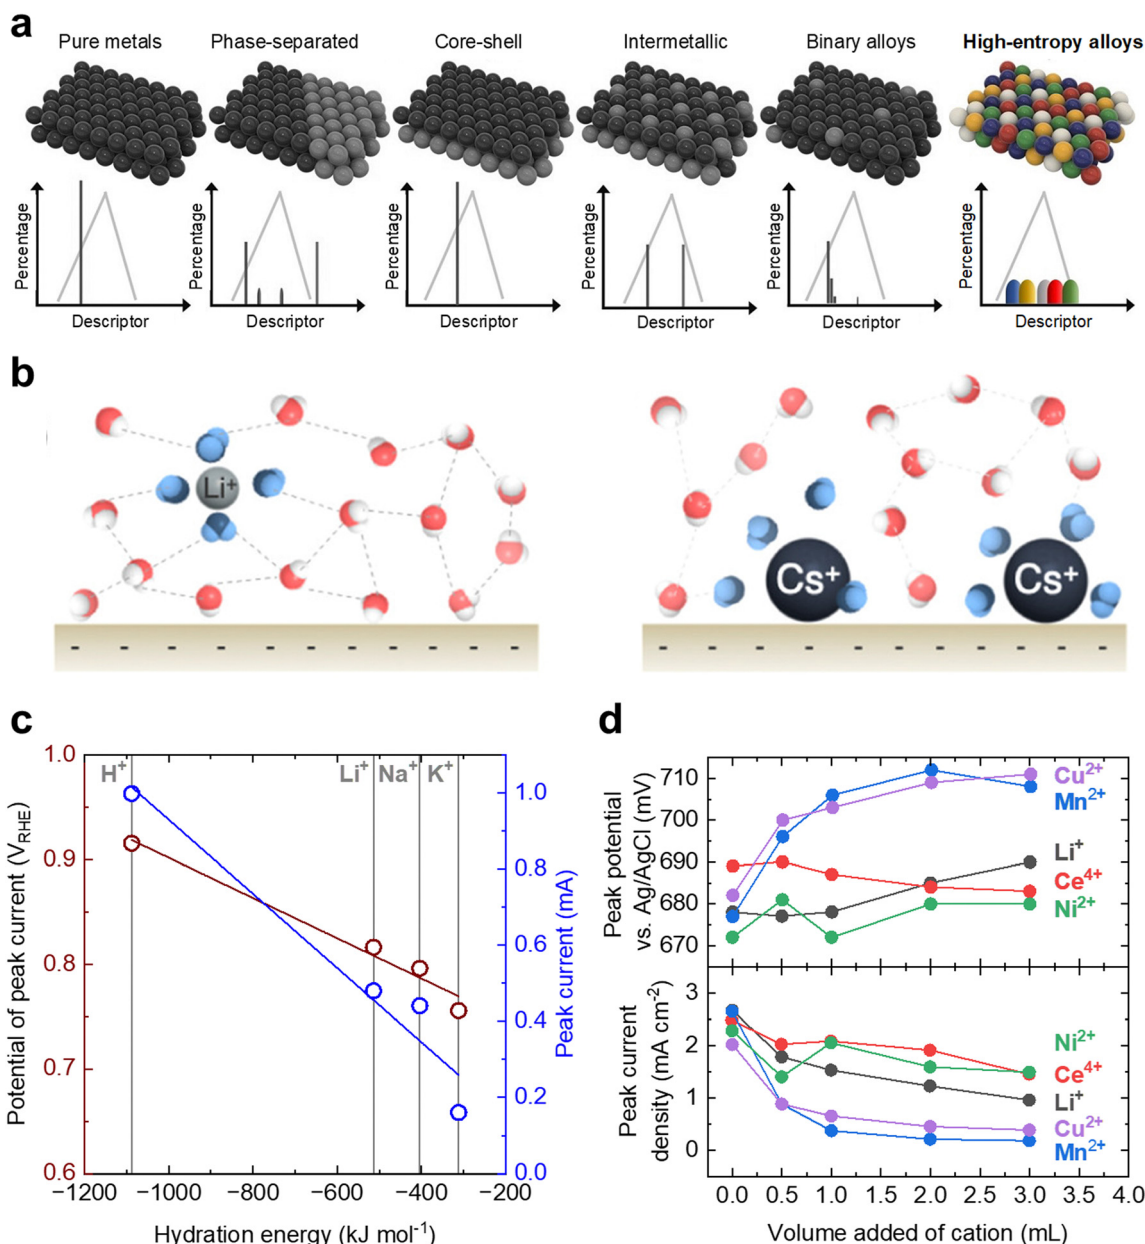 a
Pure metals
Phase-separated
Core-shell
Intermetallic
Binary alloys
High-entropy alloys
Percentage
Percentage
Percentage
Percentage
Percentage
Percentage
Descriptor
Descriptor
Descriptor
Descriptor
Descriptor
Descriptor
b
Li⁺
Cs⁺
Cs⁺
- - - - - - - - - -
- - - - - - - - - -
c
H⁺
Li⁺
Na⁺
K⁺
Potential of peak current (V_RHE)
1.0
0.9
0.8
0.7
0.6
Peak current (mA)
1.0
0.8
0.6
0.4
0.2
0.0
−1200 −1000 −800 −600 −400 −200
Hydration energy (kJ mol⁻¹)
d
Peak potential
vs. Ag/AgCl (mV)
710
700
690
680
670
Cu²⁺
Mn²⁺
Li⁺
Ce⁴⁺
Ni²⁺
Peak current
density (mA cm⁻²)
3
2
1
0
Ni²⁺
Ce⁴⁺
Li⁺
Cu²⁺
Mn²⁺
0.0 0.5 1.0 2.0 3.0 3.5 4.0
Volume added of cation (mL)